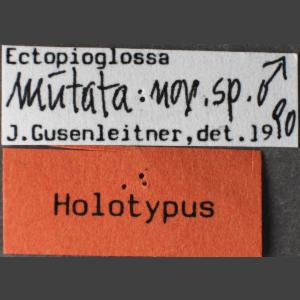 Ectopioglossa
mutata: nov. sp. ♂
J.Gusenleitner,det.1990
Holotypus